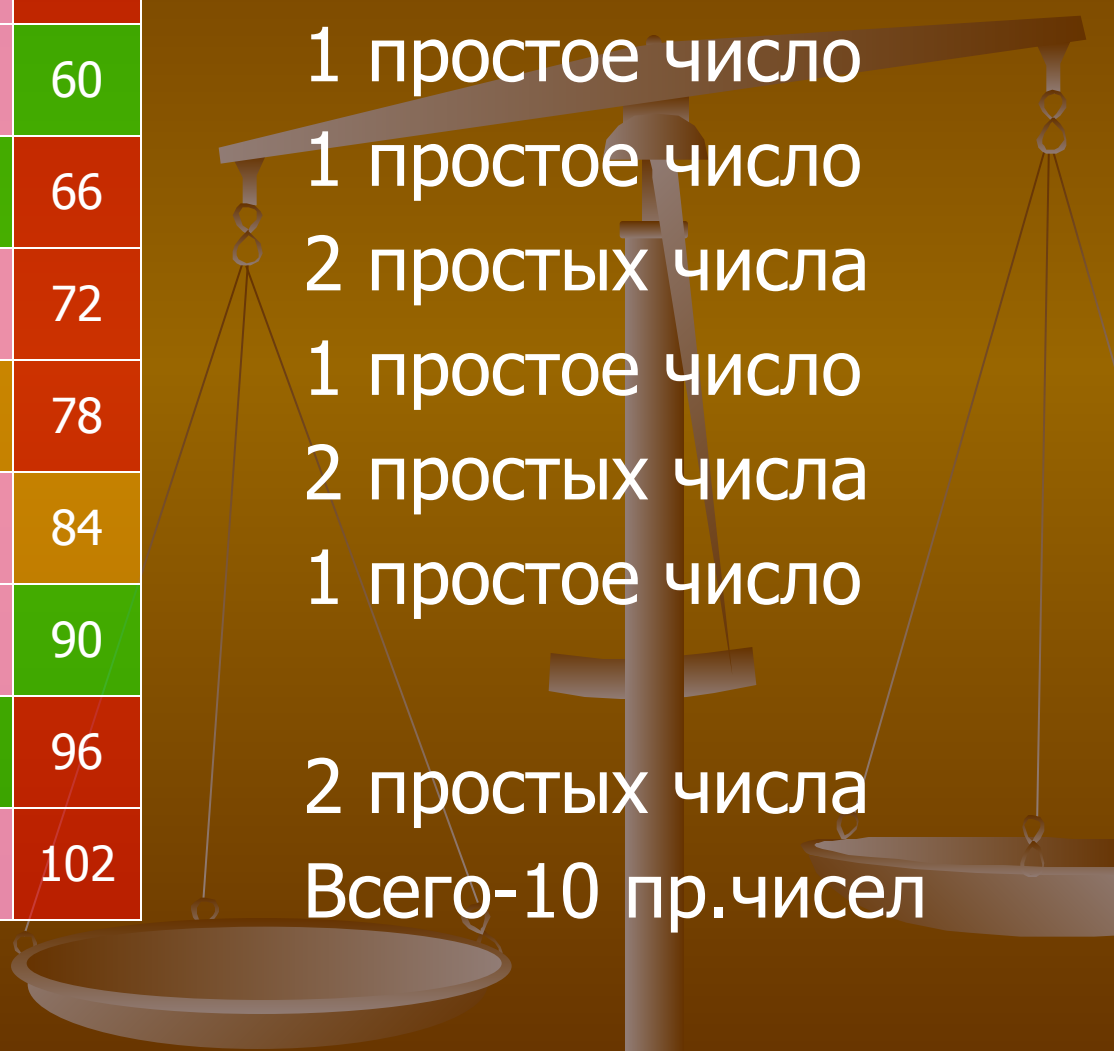 60
1 простое число
1 простое число
66
2 простых числа
72
1 простое число
78
2 простых числа
84
1 простое число
90
96
2 простых числа
102
Всего-10 пр.чисел